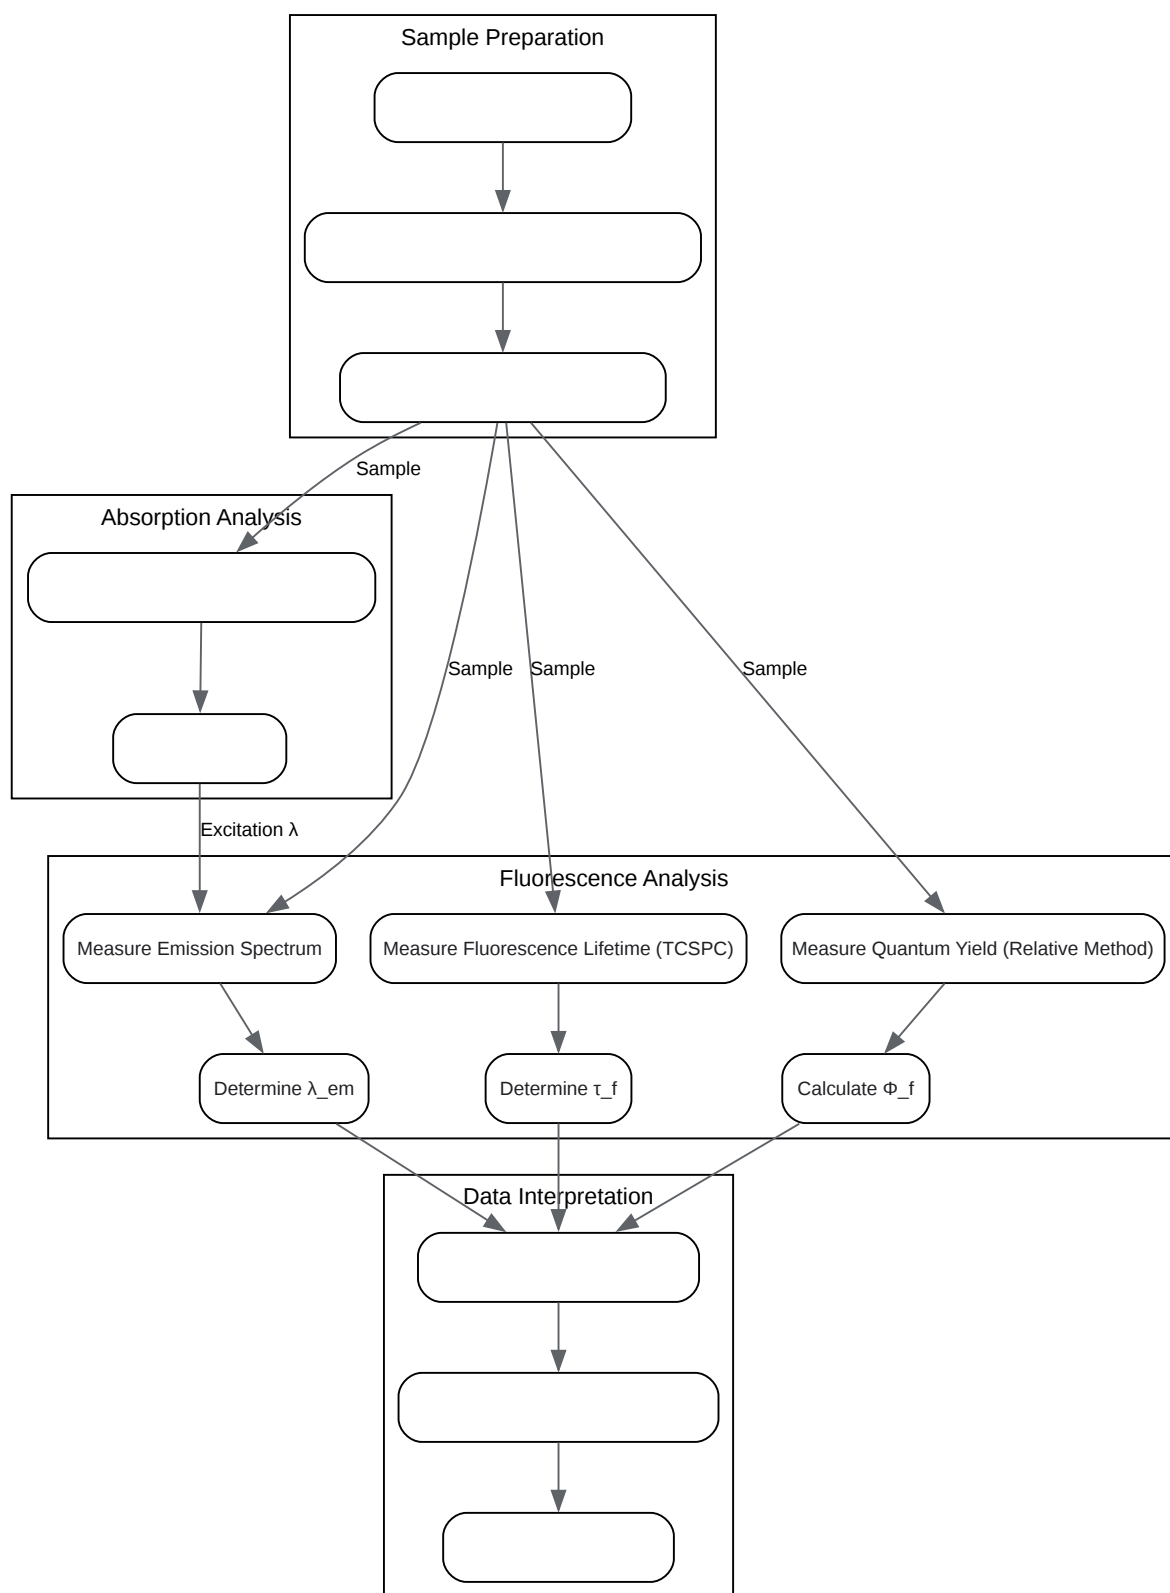 Sample Preparation
Sample
Absorption Analysis
Sample
Sample
Sample
Excitation λ
Fluorescence Analysis
Measure Emission Spectrum
Measure Fluorescence Lifetime (TCSPC)
Measure Quantum Yield (Relative Method)
Determine λ_em
Determine τ_f
Calculate Φ_f
Data Interpretation